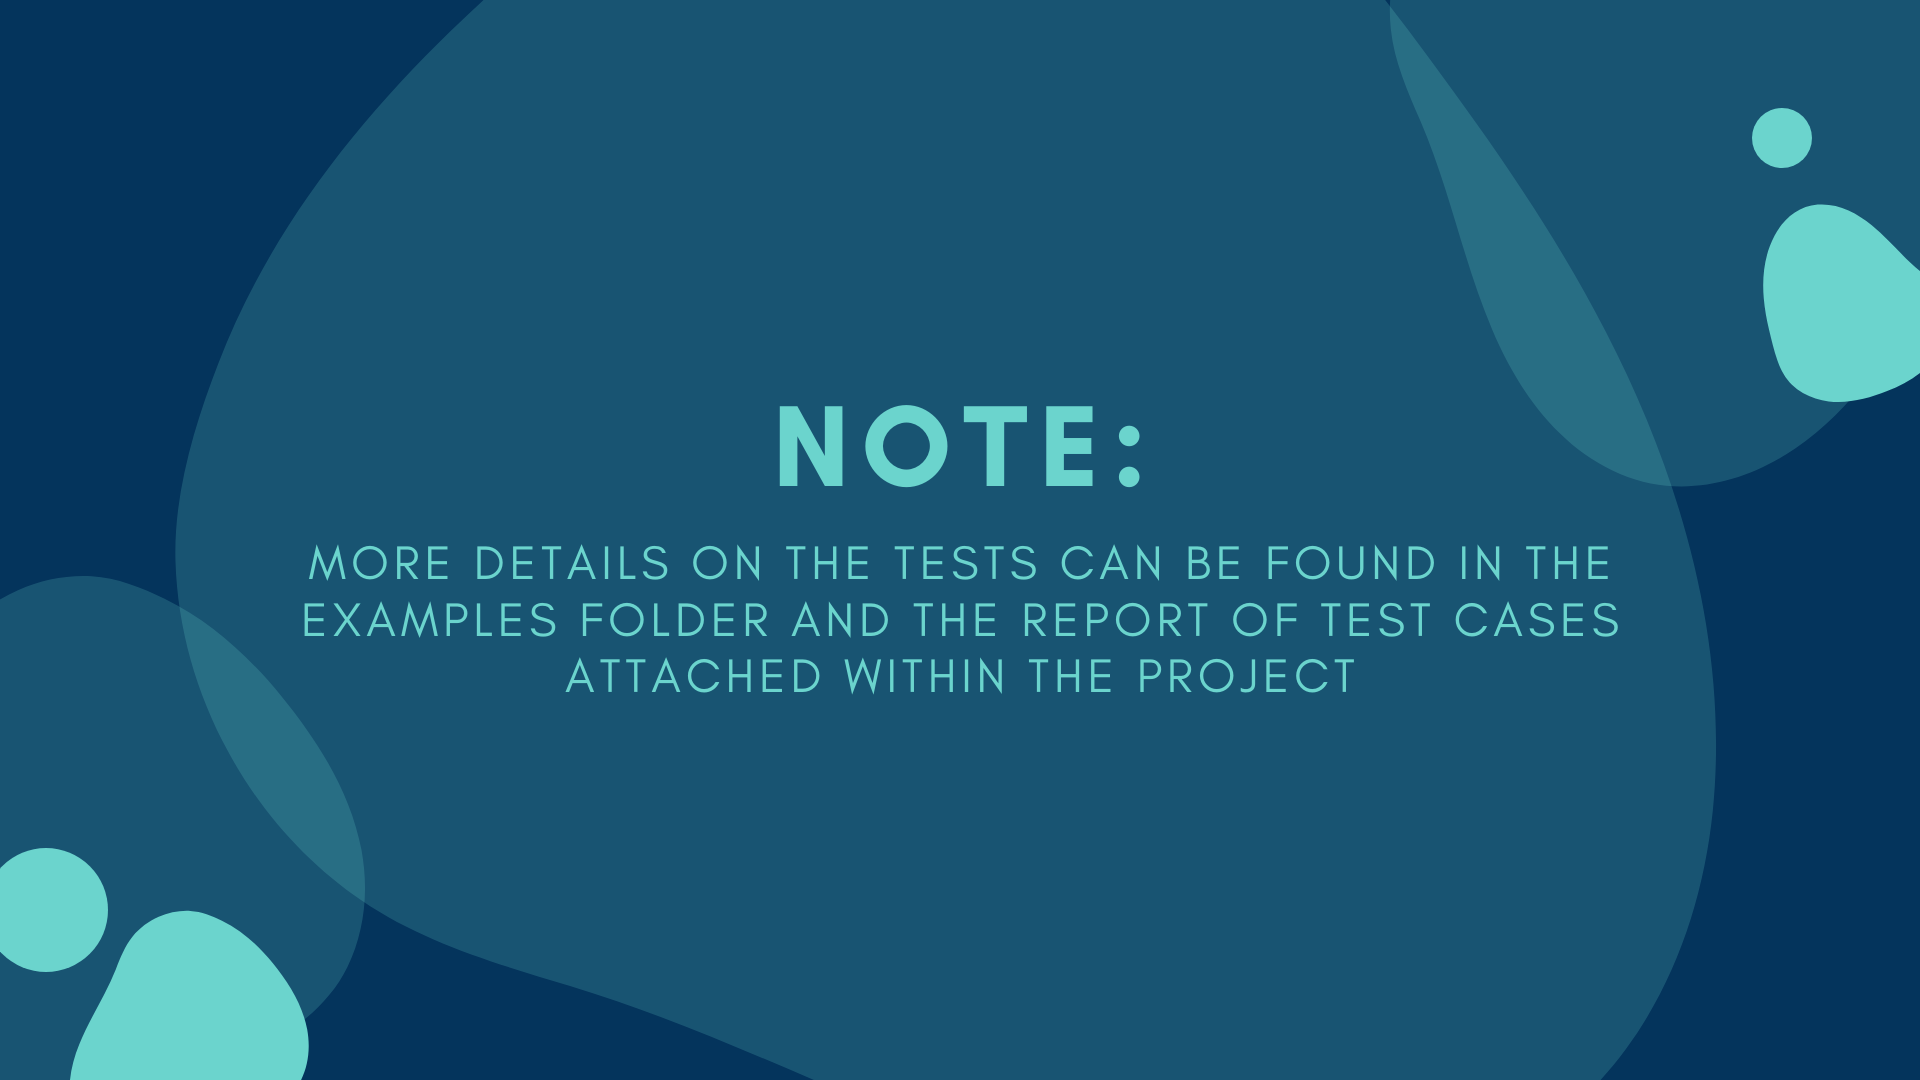 NOTE:
MORE DETAILS ON THE TESTS CAN BE FOUND IN THE
EXAMPLES FOLDER AND THE REPORT OF TEST CASES
ATTACHED WITHIN THE PROJECT